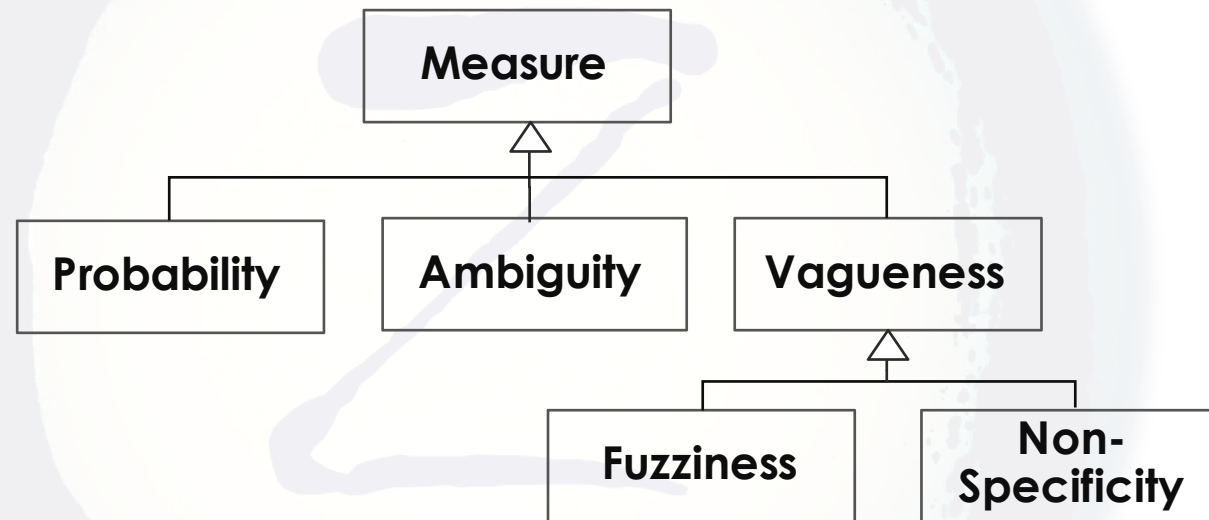 Measure
Probability
Ambiguity
Vagueness
Fuzziness
Non-
Specificity